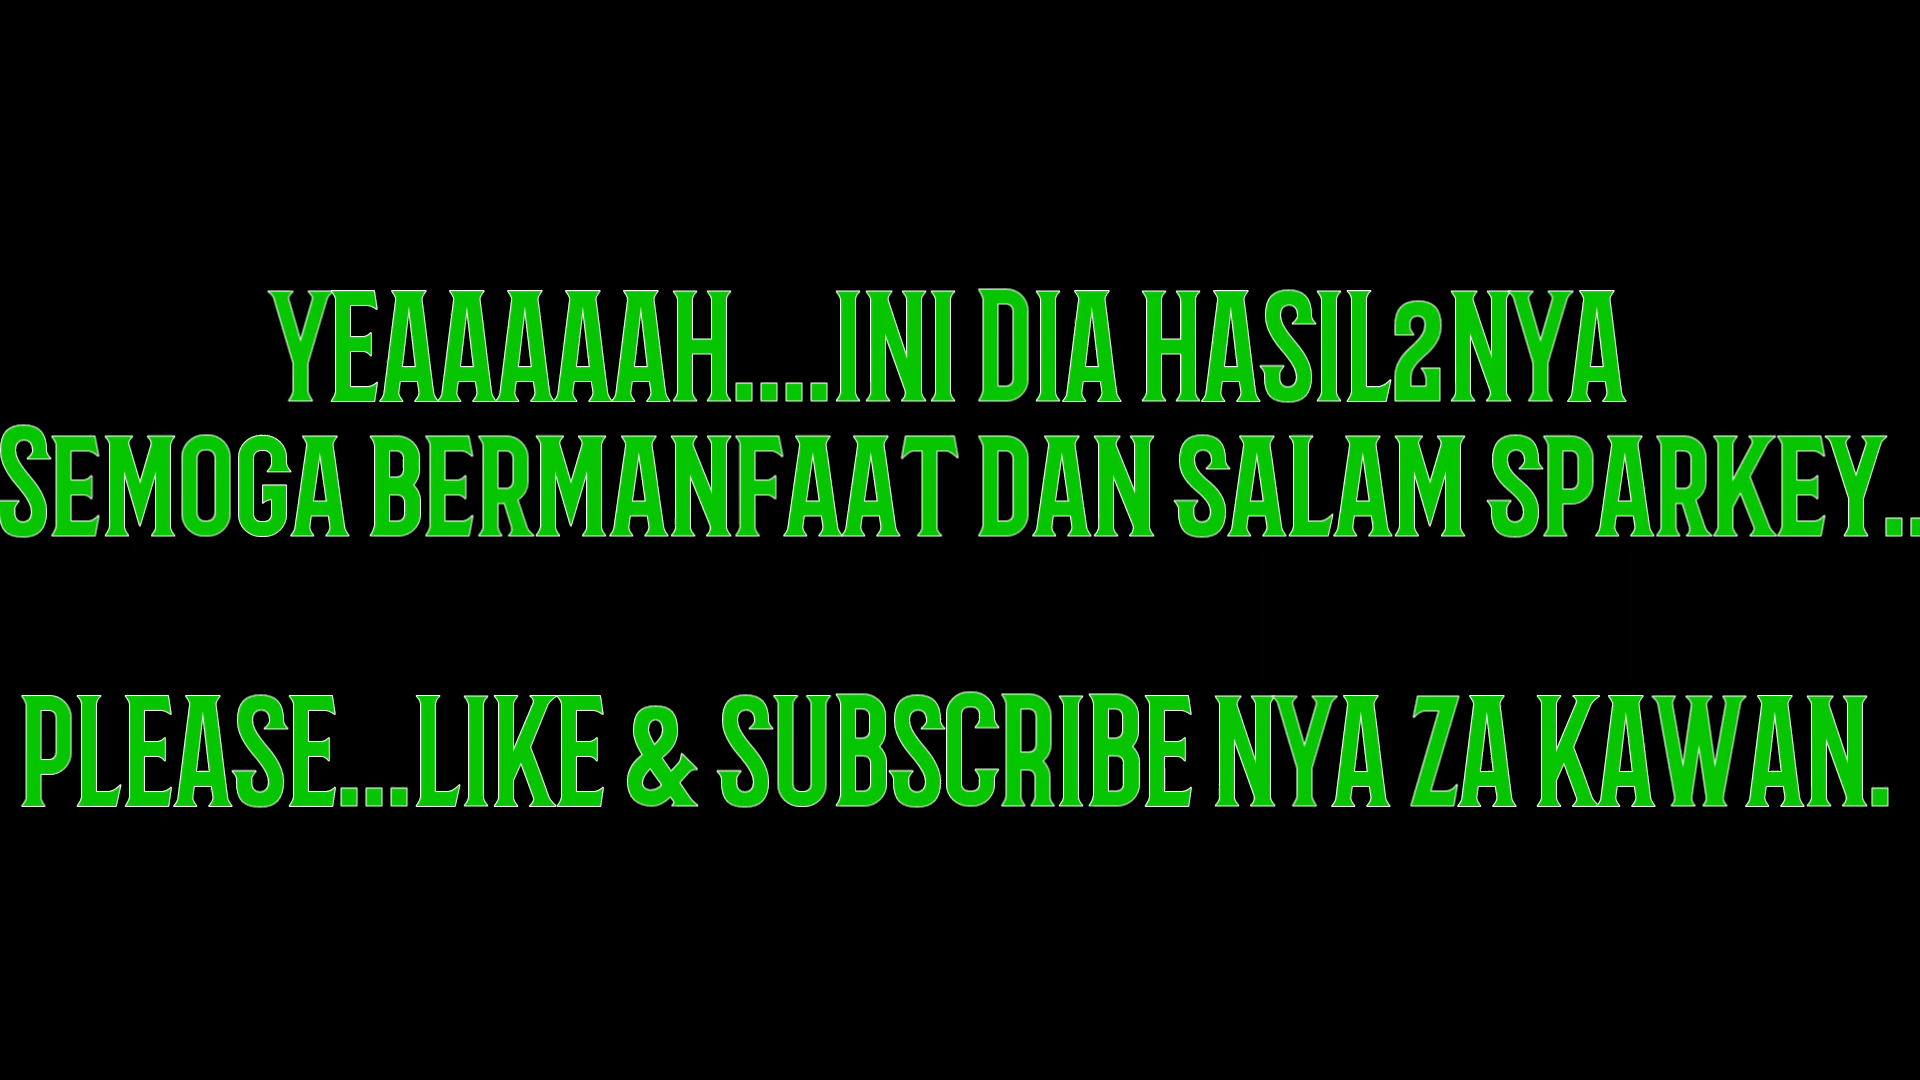 YEAAAAAH....INI DIA HASIL2NYA
SEMOGA BERMANFAAT DAN SALAM SPARKEY..
PLEASE...LIKE & SUBSCRIBE NYA ZA KAWAN.